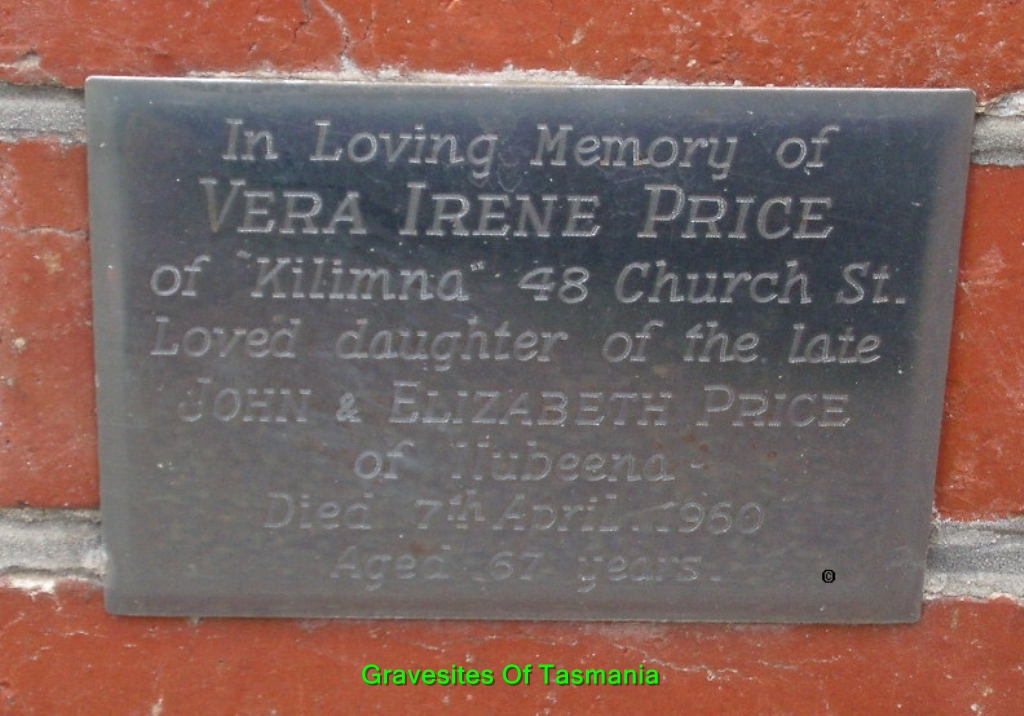 In Loving Memory of
VERA IRENE PRICE
of "Kilimna" 48 Church St.
Loved daughter of the late
JOHN & ELIZABETH PRICE
of Nubeena
Died 7th April. 1960
Aged 67 years.
©
Gravesites Of Tasmania